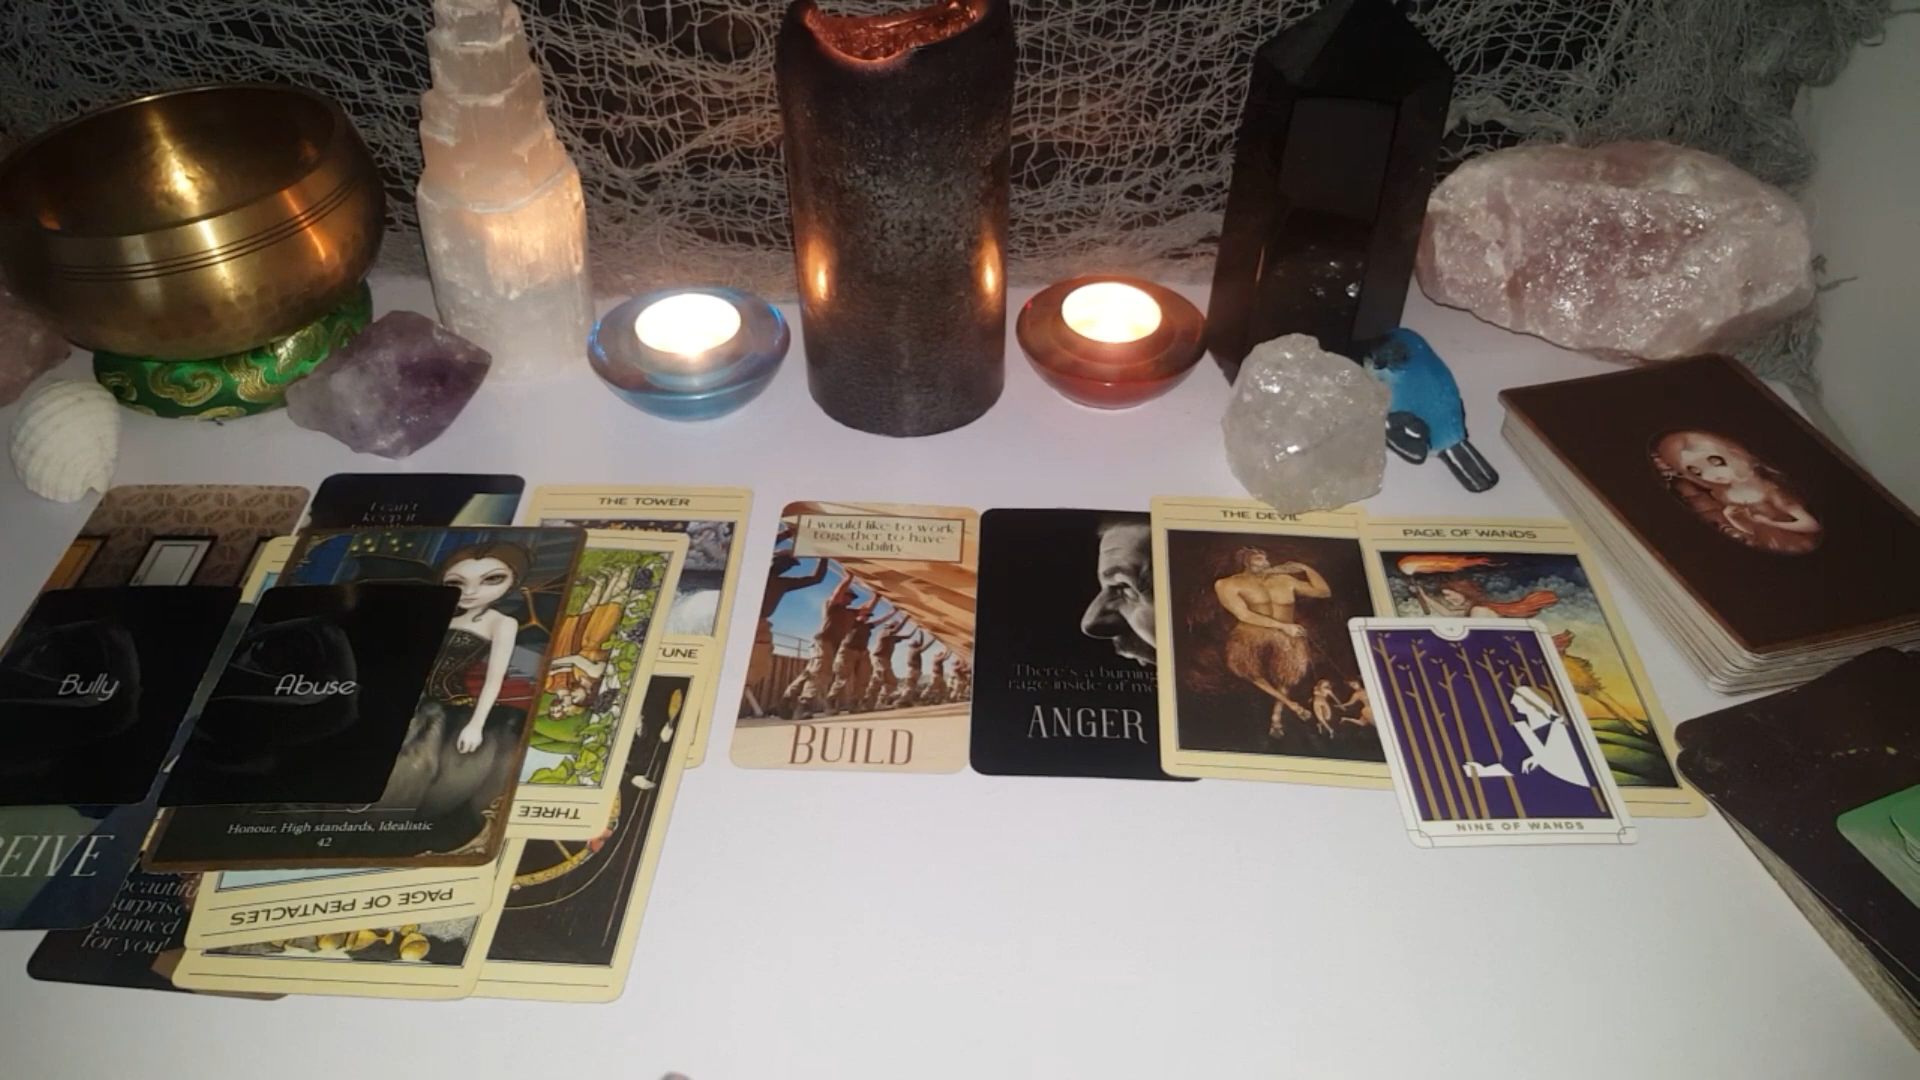 I can't
keep it
THE TOWER
I would like to work
together to have
stability
BUILD
There's a burning
rage inside of me
ANGER
THE DEVIL
PAGE OF WANDS
NINE OF WANDS
TUNE
Bully
Abuse
THREE
Honour, High standards, Idealistic
42
EIVE
PAGE OF PENTACLES
beautiful
surprise
planned
for you!